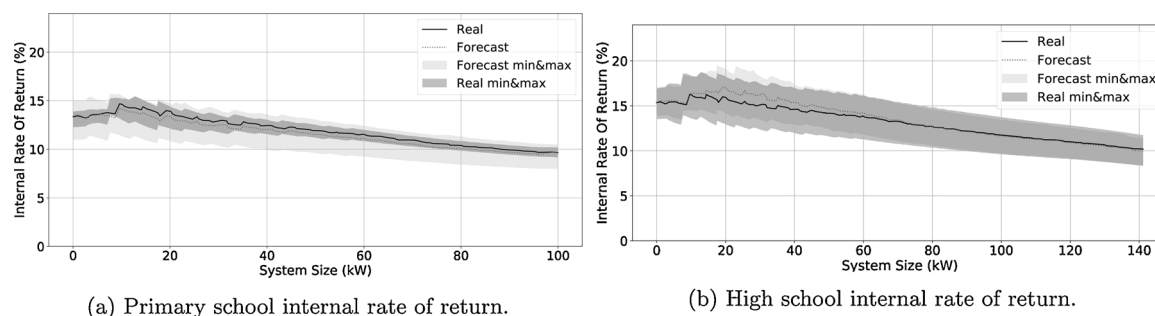 Internal Rate Of Return (%)
20
15
10
5
0
Real
Forecast
Forecast min&max
Real min&max
0 20 40 60 80 100
System Size (kW)
(a) Primary school internal rate of return.
Internal Rate Of Return (%)
20
15
10
5
0
Real
Forecast
Forecast min&max
Real min&max
0 20 40 60 80 100 120 140
System Size (kW)
(b) High school internal rate of return.